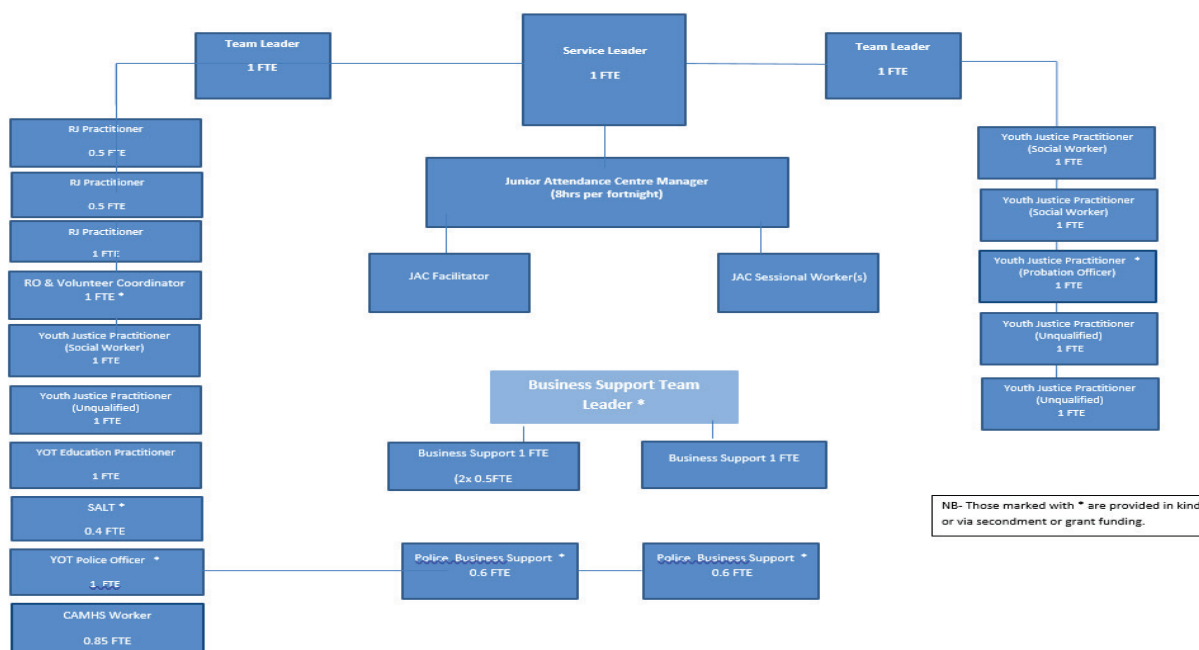 Team Leader
1 FTE
Service Leader
1 FTE
Team Leader
1 FTE
RJ Practitioner
0.5 FTE
RJ Practitioner
0.5 FTE
RJ Practitioner
1 FTE
RO & Volunteer Coordinator
1 FTE *
Youth Justice Practitioner
(Social Worker)
1 FTE
Youth Justice Practitioner
(Unqualified)
1 FTE
YOT Education Practitioner
1 FTE
SALT *
0.4 FTE
YOT Police Officer *
1 FTE
CAMHS Worker
0.85 FTE
Junior Attendance Centre Manager
(8hrs per fortnight)
JAC Facilitator
JAC Sessional Worker(s)
Business Support Team
Leader *
Business Support 1 FTE
(2x 0.5FTE
Business Support 1 FTE
Police Business Support *
0.6 FTE
Police Business Support *
0.6 FTE
Youth Justice Practitioner
(Social Worker)
1 FTE
Youth Justice Practitioner
(Social Worker)
1 FTE
Youth Justice Practitioner *
(Probation Officer)
1 FTE
Youth Justice Practitioner
(Unqualified)
1 FTE
Youth Justice Practitioner
(Unqualified)
1 FTE
NB- Those marked with * are provided in kind
or via secondment or grant funding.